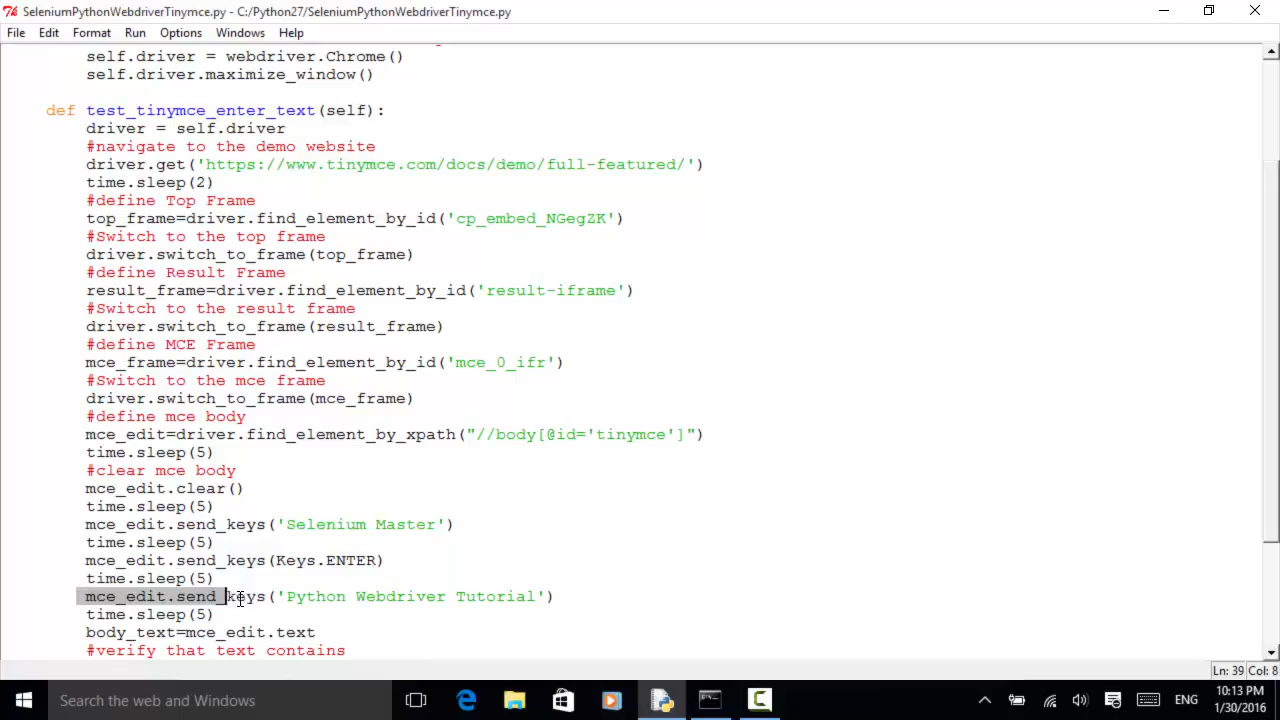 SeleniumPythonWebdriverTinymce.py - C:/Python27/SeleniumPythonWebdriverTinymce.py
File Edit Format Run Options Windows Help
self.driver = webdriver.Chrome()
self.driver.maximize_window()
def test_tinymce_enter_text(self):
driver = self.driver
#navigate to the demo website
driver.get('https://www.tinymce.com/docs/demo/full-featured/')
time.sleep(2)
#define Top Frame
top_frame=driver.find_element_by_id('cp_embed_NGegZK')
#Switch to the top frame
driver.switch_to_frame(top_frame)
#define Result Frame
result_frame=driver.find_element_by_id('result-iframe')
#Switch to the result frame
driver.switch_to_frame(result_frame)
#define MCE Frame
mce_frame=driver.find_element_by_id('mce_0_ifr')
#Switch to the mce frame
driver.switch_to_frame(mce_frame)
#define mce body
mce_edit=driver.find_element_by_xpath("//body[@id='tinymce']")
time.sleep(5)
#clear mce body
mce_edit.clear()
time.sleep(5)
mce_edit.send_keys('Selenium Master')
time.sleep(5)
mce_edit.send_keys(Keys.ENTER)
time.sleep(5)
mce_edit.send_keys('Python Webdriver Tutorial')
time.sleep(5)
body_text=mce_edit.text
#verify that text contains
Ln: 39 Col: 8
Search the web and Windows
ENG
10:13 PM
1/30/2016